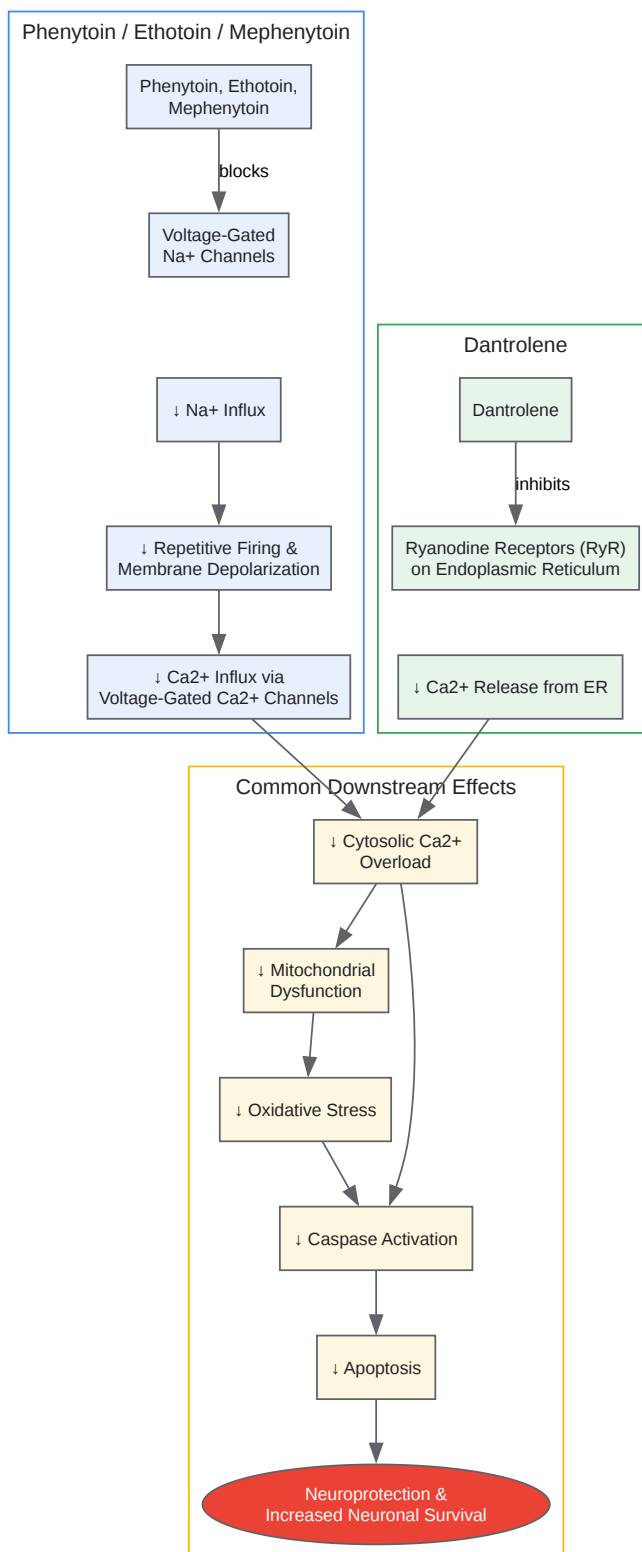 Phenytoin / Ethotoin / Mephenytoin
Phenytoin, Ethotoin,
Mephenytoin
blocks
Voltage-Gated
Na+ Channels
↓ Na+ Influx
↓ Repetitive Firing &
Membrane Depolarization
↓ Ca2+ Influx via
Voltage-Gated Ca2+ Channels
Dantrolene
Dantrolene
inhibits
Ryanodine Receptors (RyR)
on Endoplasmic Reticulum
↓ Ca2+ Release from ER
Common Downstream Effects
↓ Cytosolic Ca2+
Overload
↓ Mitochondrial
Dysfunction
↓ Oxidative Stress
↓ Caspase Activation
↓ Apoptosis
Neuroprotection &
Increased Neuronal Survival